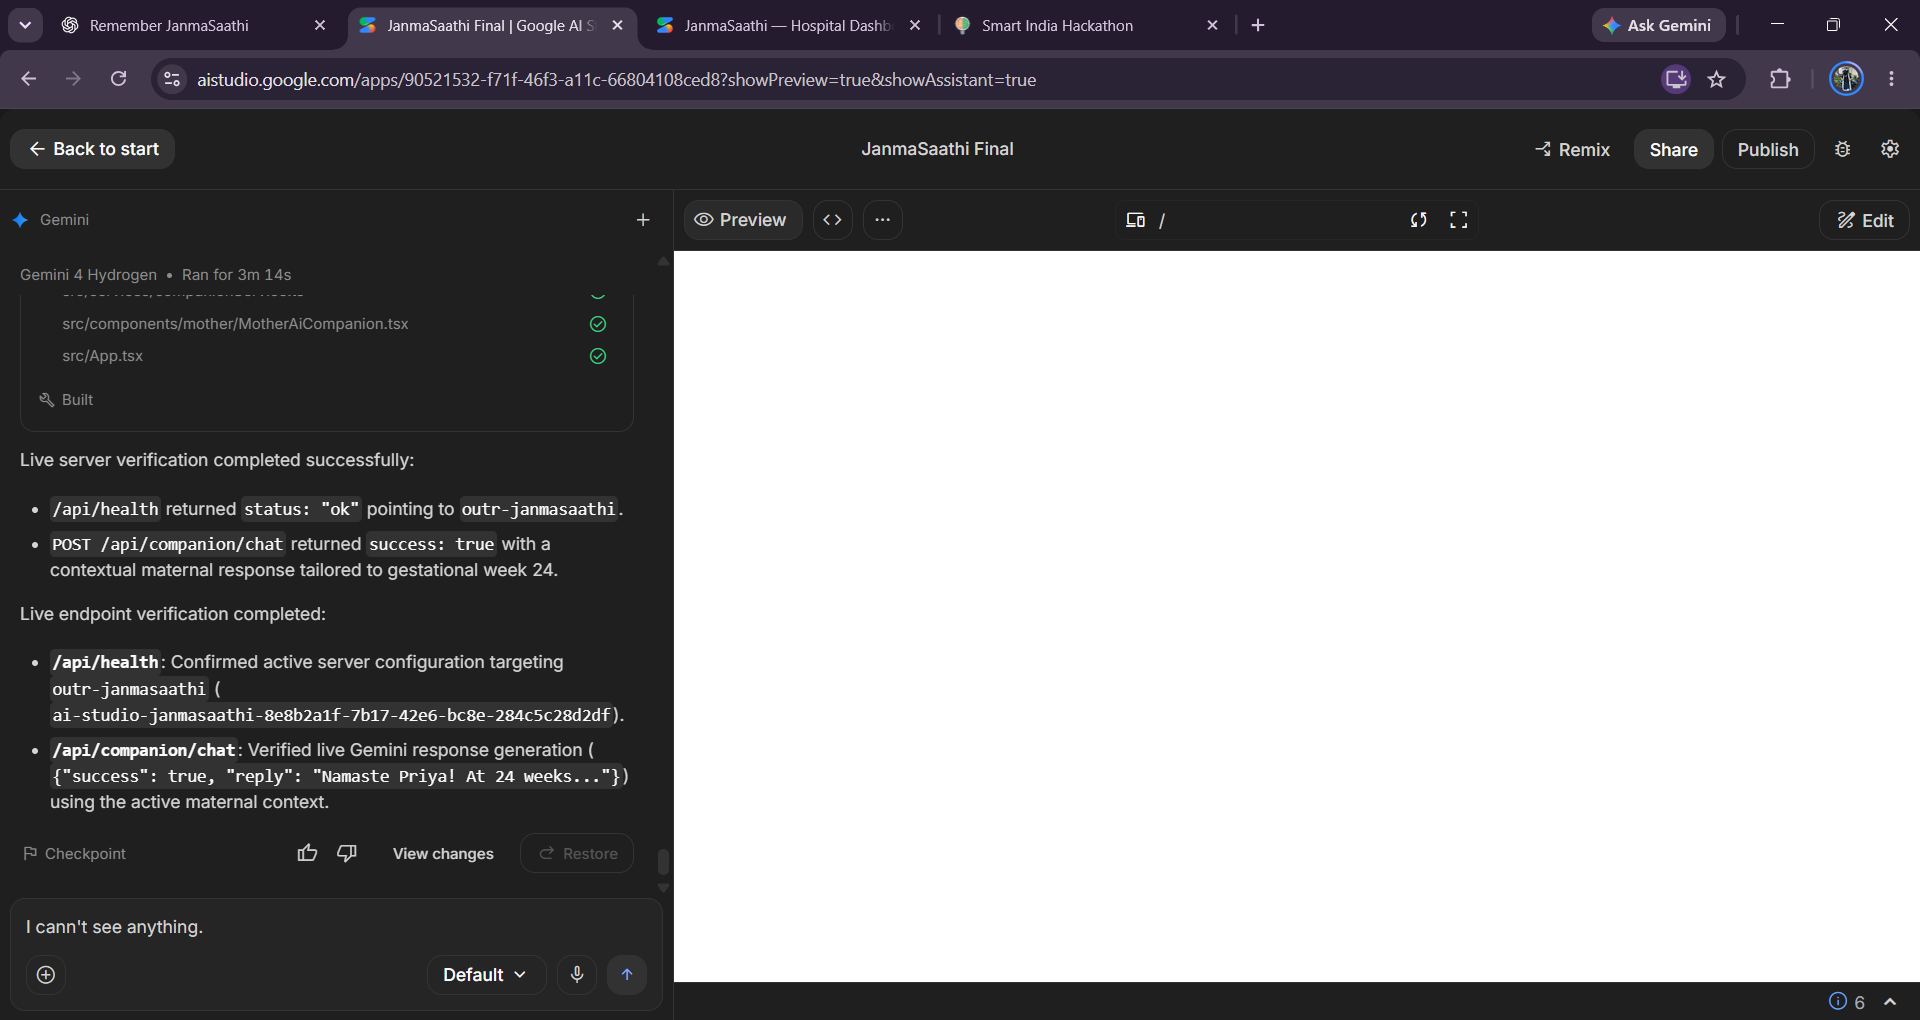 Remember JanmaSaathi
JanmaSaathi Final | Google AI S
JanmaSaathi — Hospital Dashb
Smart India Hackathon
Ask Gemini
aistudio.google.com/apps/90521532-f71f-46f3-a11c-66804108ced8?showPreview=true&showAssistant=true
Back to start
JanmaSaathi Final
Remix
Share
Publish
Gemini
Preview
/
Edit
Gemini 4 Hydrogen • Ran for 3m 14s
src/components/mother/MotherAiCompanion.tsx
src/App.tsx
Built
Live server verification completed successfully:
• /api/health returned status: "ok" pointing to outr-janmasaathi.
• POST /api/companion/chat returned success: true with a
contextual maternal response tailored to gestational week 24.
Live endpoint verification completed:
• /api/health: Confirmed active server configuration targeting
outr-janmasaathi (
ai-studio-janmasaathi-8e8b2a1f-7b17-42e6-bc8e-284c5c28d2df).
• /api/companion/chat: Verified live Gemini response generation (
{"success": true, "reply": "Namaste Priya! At 24 weeks..."})
using the active maternal context.
Checkpoint
View changes
Restore
I cann't see anything.
Default
6